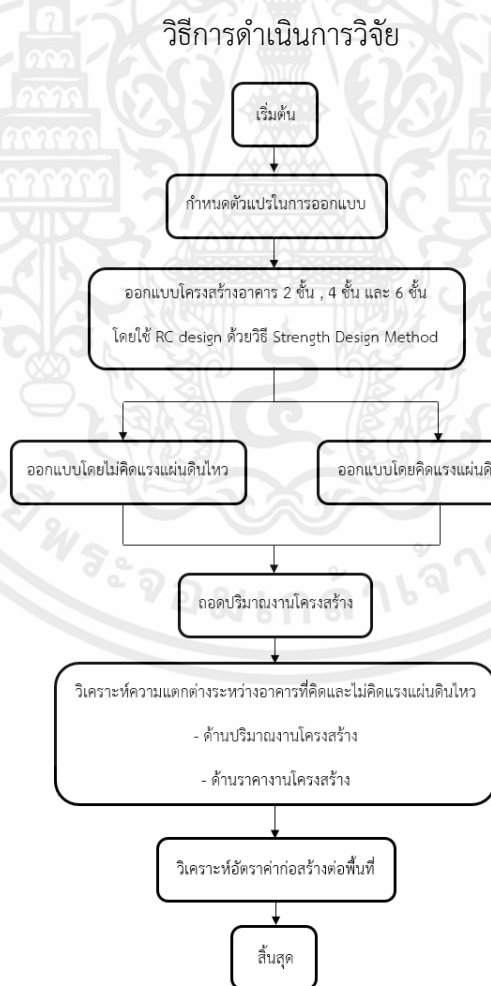 วิธีการดำเนินการวิจัย
เริ่มต้น
กำหนดตัวแปรในการออกแบบ
ออกแบบโครงสร้างอาคาร 2 ชั้น , 4 ชั้น และ 6 ชั้น
โดยใช้ RC design ด้วยวิธี Strength Design Method
ออกแบบโดยไม่คิดแรงแผ่นดินไหว
ออกแบบโดยคิดแรงแผ่นดิ
ถอดปริมาณงานโครงสร้าง
วิเคราะห์ความแตกต่างระหว่างอาคารที่คิดและไม่คิดแรงแผ่นดินไหว
- ด้านปริมาณงานโครงสร้าง
- ด้านราคางานโครงสร้าง
วิเคราะห์อัตราค่าก่อสร้างต่อพื้นที่
สิ้นสุด